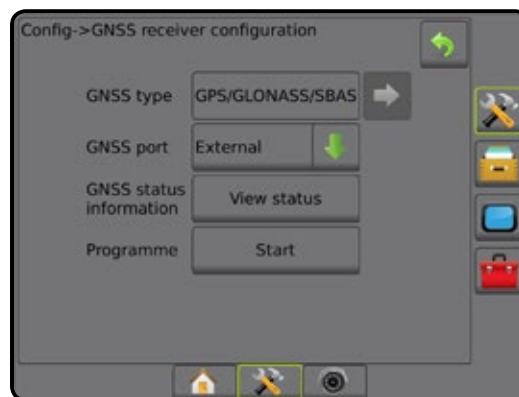 Config->GNSS receiver configuration
GNSS type
GPS/GLONASS/SBAS
GNSS port
External
GNSS status
information
View status
Programme
Start